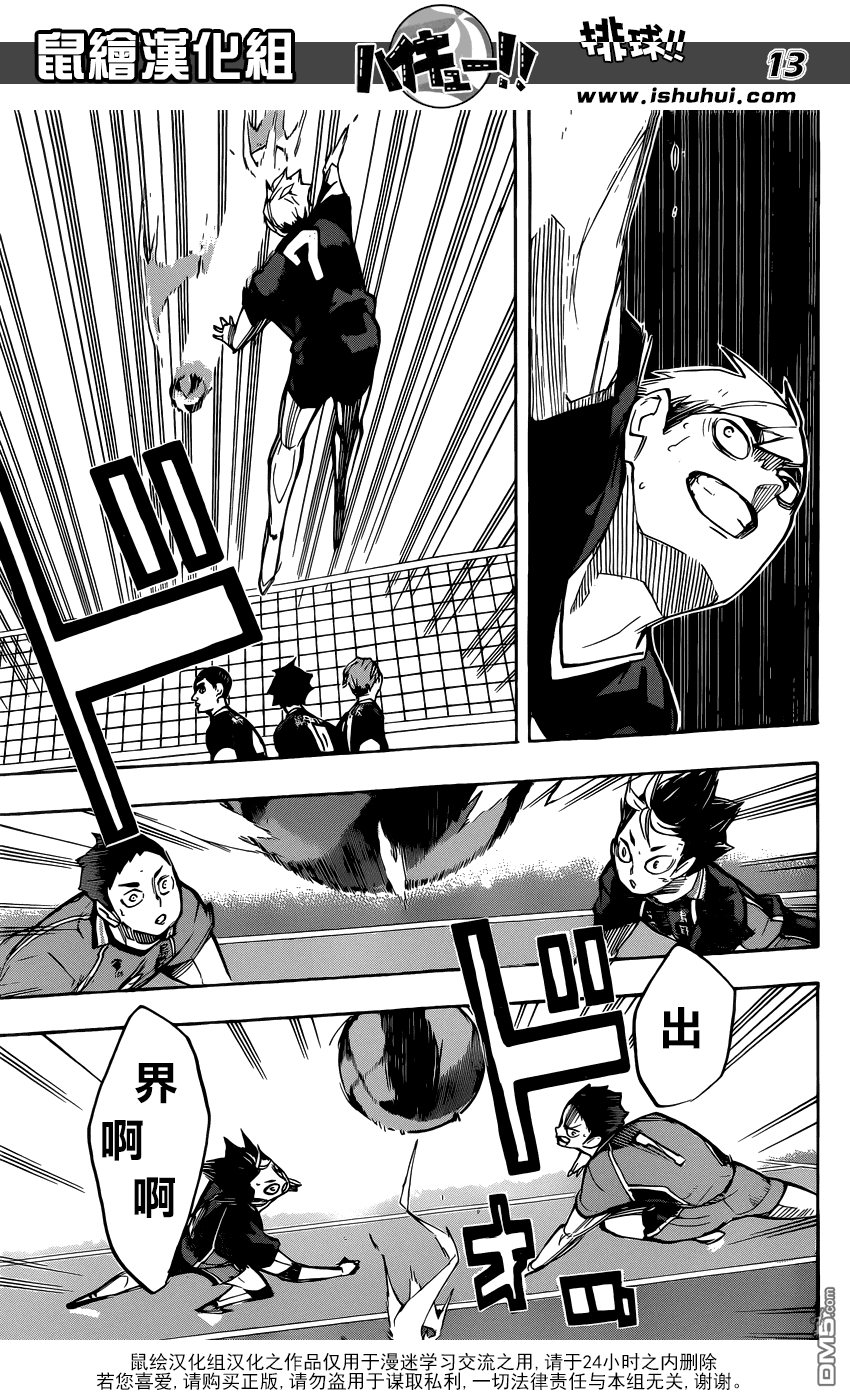 鼠繪漢化組
ハイキュー!!
排球!!
13
www.ishuhui.com
7
ド
ド
出
界
啊
啊
1
鼠绘汉化组汉化之作品仅用于漫迷学习交流之用, 请于24小时之内删除
若您喜爱, 请购买正版, 请勿盗用于谋取私利, 一切法律责任与本组无关, 谢谢。
DM5.com